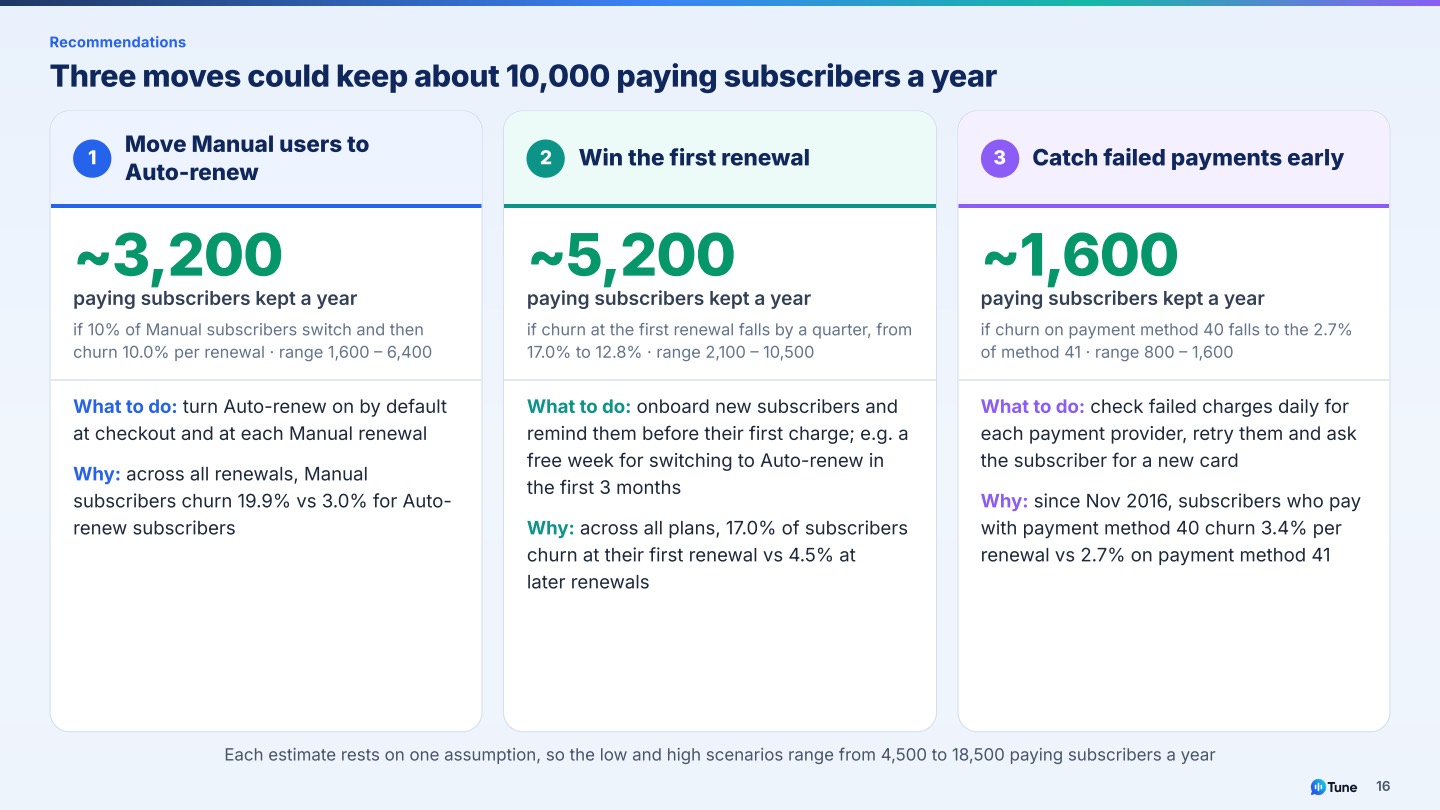 Recommendations
Three moves could keep about 10,000 paying subscribers a year
1
Move Manual users to
Auto-renew
~3,200
paying subscribers kept a year
if 10% of Manual subscribers switch and then
churn 10.0% per renewal · range 1,600 – 6,400
What to do: turn Auto-renew on by default
at checkout and at each Manual renewal
Why: across all renewals, Manual
subscribers churn 19.9% vs 3.0% for Auto-
renew subscribers
2
Win the first renewal
~5,200
paying subscribers kept a year
if churn at the first renewal falls by a quarter, from
17.0% to 12.8% · range 2,100 – 10,500
What to do: onboard new subscribers and
remind them before their first charge; e.g. a
free week for switching to Auto-renew in
the first 3 months
Why: across all plans, 17.0% of subscribers
churn at their first renewal vs 4.5% at
later renewals
3
Catch failed payments early
~1,600
paying subscribers kept a year
if churn on payment method 40 falls to the 2.7%
of method 41 · range 800 – 1,600
What to do: check failed charges daily for
each payment provider, retry them and ask
the subscriber for a new card
Why: since Nov 2016, subscribers who pay
with payment method 40 churn 3.4% per
renewal vs 2.7% on payment method 41
Each estimate rests on one assumption, so the low and high scenarios range from 4,500 to 18,500 paying subscribers a year
Tune
16